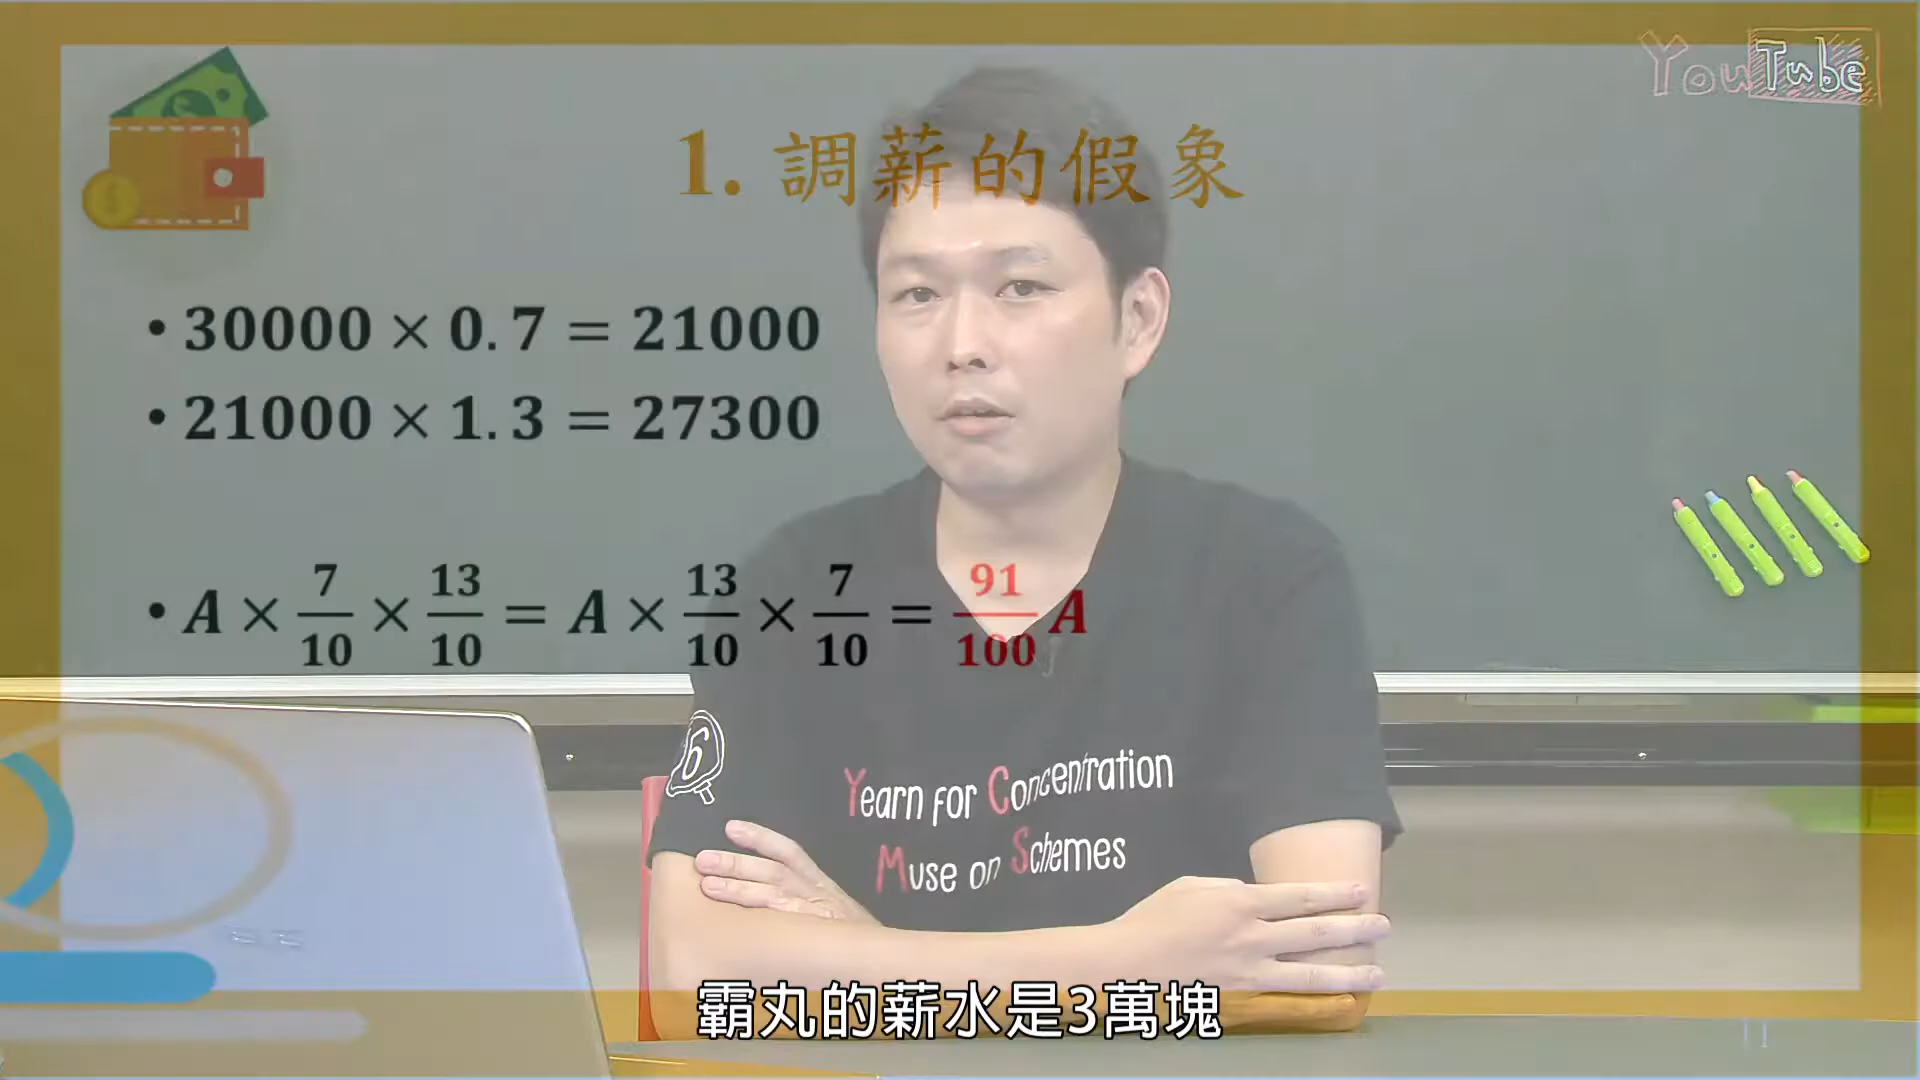 YouTube
1. 調薪的假象
• 30000 × 0.7 = 21000
• 21000 × 1.3 = 27300
• A × 7/10 × 13/10 = A × 13/10 × 7/10 = 91/100 A
6
Yearn for Concentration
Muse on Schemes
霸丸的薪水是3萬塊